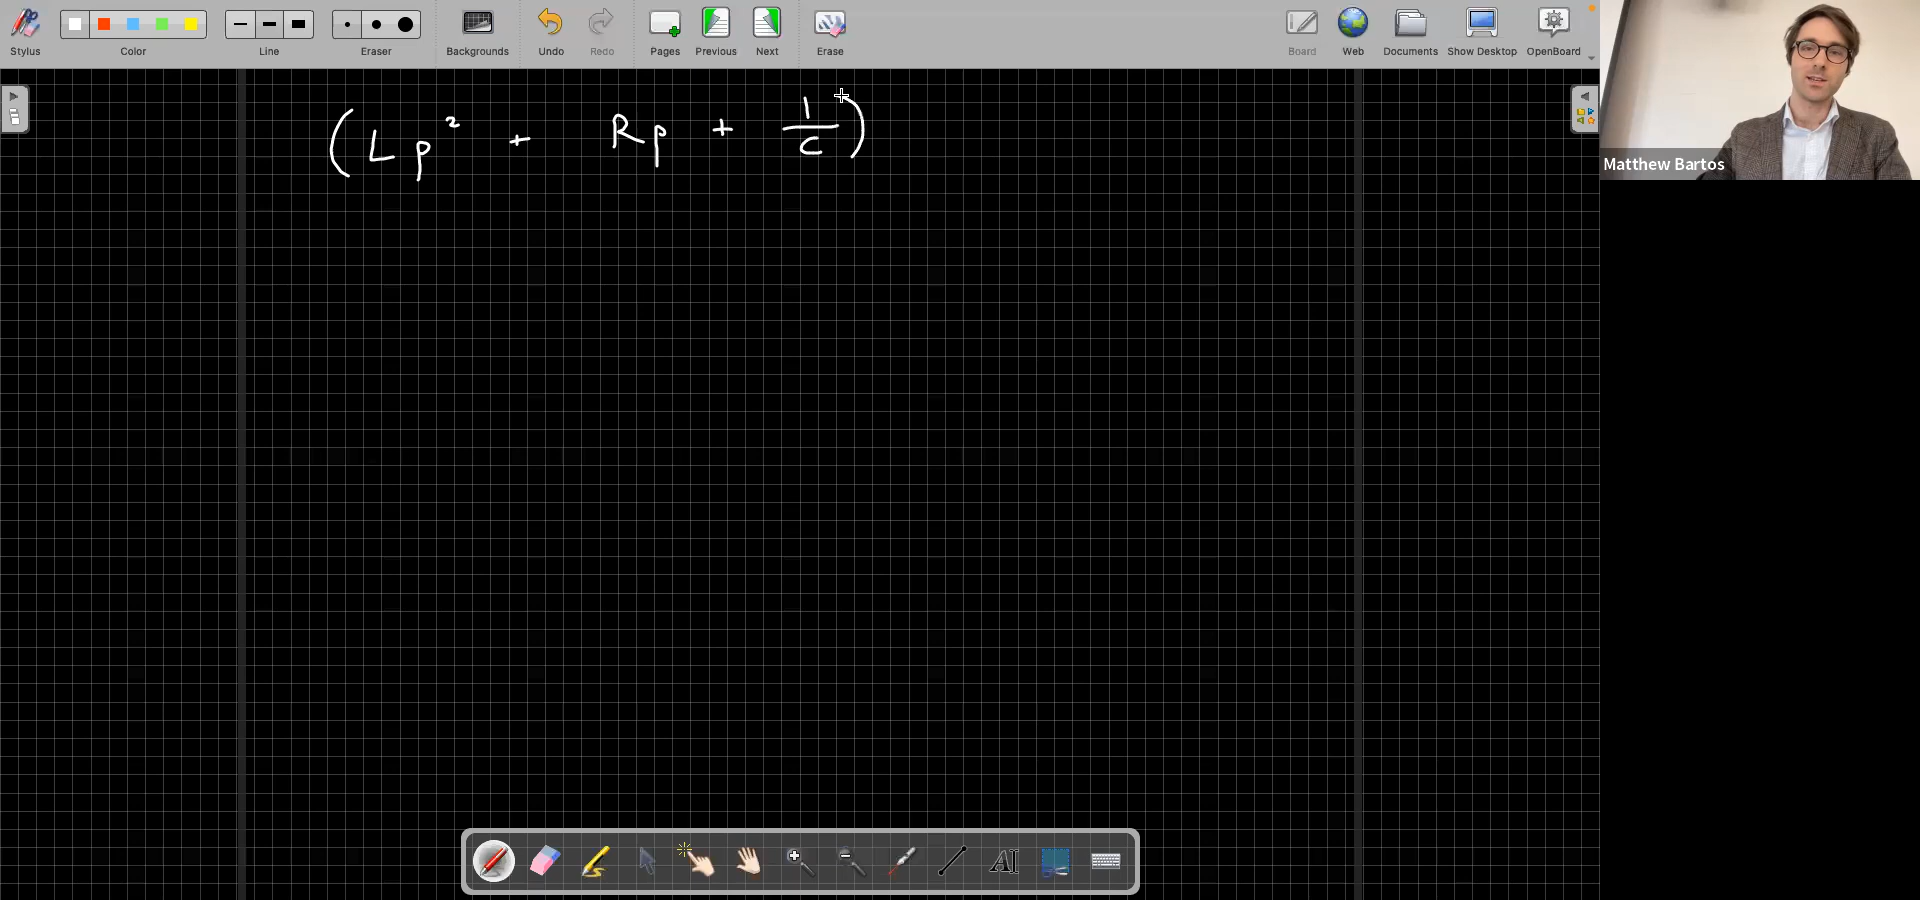 Stylus Color Line Eraser Backgrounds Undo Redo Pages Previous Next Erase Board Web Documents Show Desktop OpenBoard
(Lp² + Rp + 1/C)
Matthew Bartos
AI